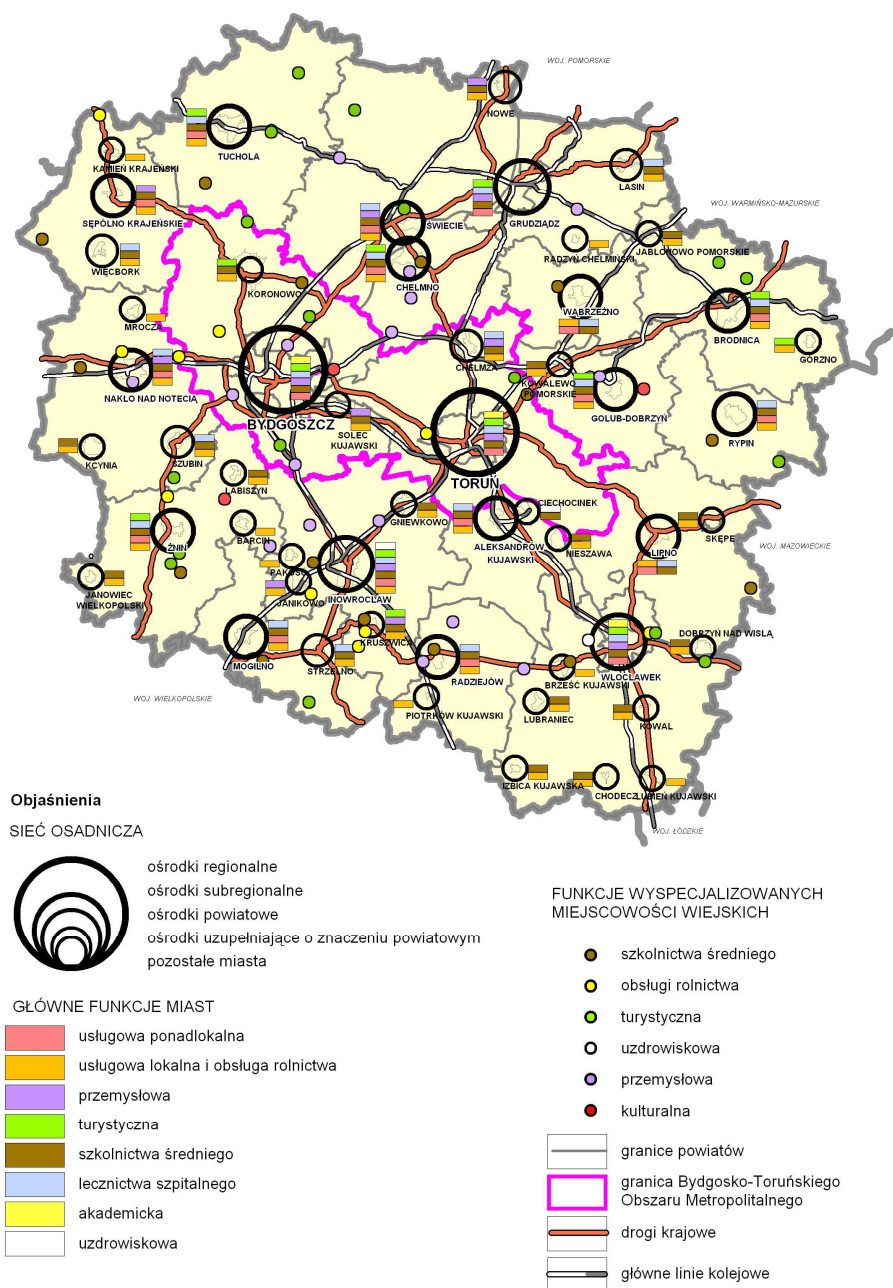 WOJ. POMORSKIE
NOWE
TUCHOLA
KAMIEŃ KRAJEŃSKI
LASIN
SĘPÓLNO KRAJEŃSKIE
WOJ. WARMIŃSKO-MAZURSKIE
ŚWIECIE
GRUDZIĄDZ
WIĘCBORK
RADZYŃ CHEŁMIŃSKI
JABŁONOWO POMORSKIE
CHEŁMNO
KORONOWO
MROCZA
WĄBRZEŹNO
BRODNICA
GÓRZNO
CHEŁMŻA
NAKŁO NAD NOTECIĄ
KOWALEWO
POMORSKIE
GOLUB-DOBRZYŃ
BYDGOSZCZ
SOLEC
KUJAWSKI
RYPIN
KCYNIA
SZUBIN
TORUŃ
ŁABISZYN
CIECHOCINEK
GNIEWKOWO
SKĘPE
BARCIN
ŻNIN
ALEKSANDRÓW
KUJAWSKI
NIESZAWA
LIPNO
WOJ. MAZOWIECKIE
PAKOŚĆ
JANOWIEC
WIELKOPOLSKI
JANIKOWO
INOWROCŁAW
DOBRZYŃ NAD WISŁĄ
KRUSZWICA
MOGILNO
STRZELNO
RADZIEJÓW
BRZEŚĆ KUJAWSKI
WŁOCŁAWEK
WOJ. WIELKOPOLSKIE
PIOTRKÓW KUJAWSKI
LUBRANIEC
KOWAL
IZBICA KUJAWSKA
CHODECZ
LUBIEŃ KUJAWSKI
WOJ. ŁÓDZKIE
Objaśnienia
SIEĆ OSADNICZA
ośrodki regionalne
ośrodki subregionalne
ośrodki powiatowe
ośrodki uzupełniające o znaczeniu powiatowym
pozostałe miasta
GŁÓWNE FUNKCJE MIAST
usługowa ponadlokalna
usługowa lokalna i obsługa rolnictwa
przemysłowa
turystyczna
szkolnictwa średniego
lecznictwa szpitalnego
akademicka
uzdrowiskowa
FUNKCJE WYSPECJALIZOWANYCH
MIEJSCOWOŚCI WIEJSKICH
szkolnictwa średniego
obsługi rolnictwa
turystyczna
uzdrowiskowa
przemysłowa
kulturalna
granice powiatów
granica Bydgosko-Toruńskiego
Obszaru Metropolitalnego
drogi krajowe
główne linie kolejowe